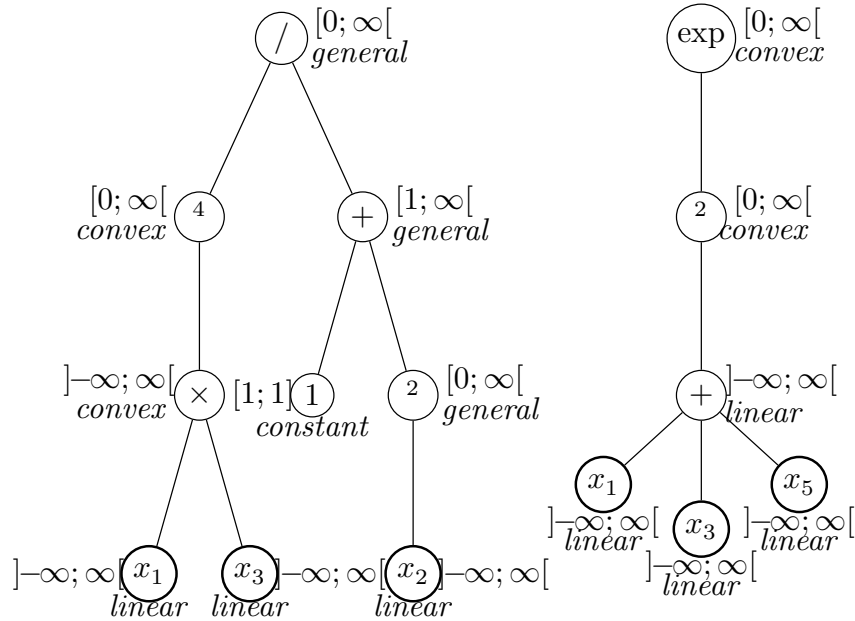 / [0; ∞[ general
exp [0; ∞[ convex
[0; ∞[ convex 4
+ [1; ∞[ general
2 [0; ∞[ convex
]−∞; ∞[ convex ×
[1; 1] 1 constant
2 [0; ∞[ general
+ ]−∞; ∞[ linear
x₁ ]−∞; ∞[ linear
x₃ ]−∞; ∞[ linear
x₅ ]−∞; ∞[ linear
]−∞; ∞[ x₁ linear
x₃ ]−∞; ∞[ linear
x₂ ]−∞; ∞[ linear